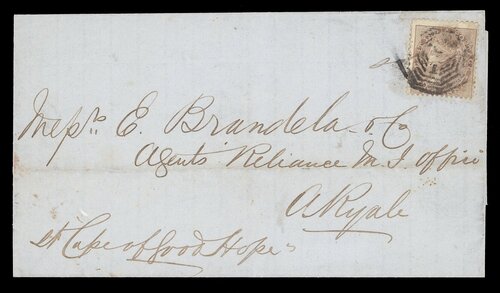 Messrs E. Brandela & Co
Agents Reliance M. I. Office
AKyab
Cape of Good Hope